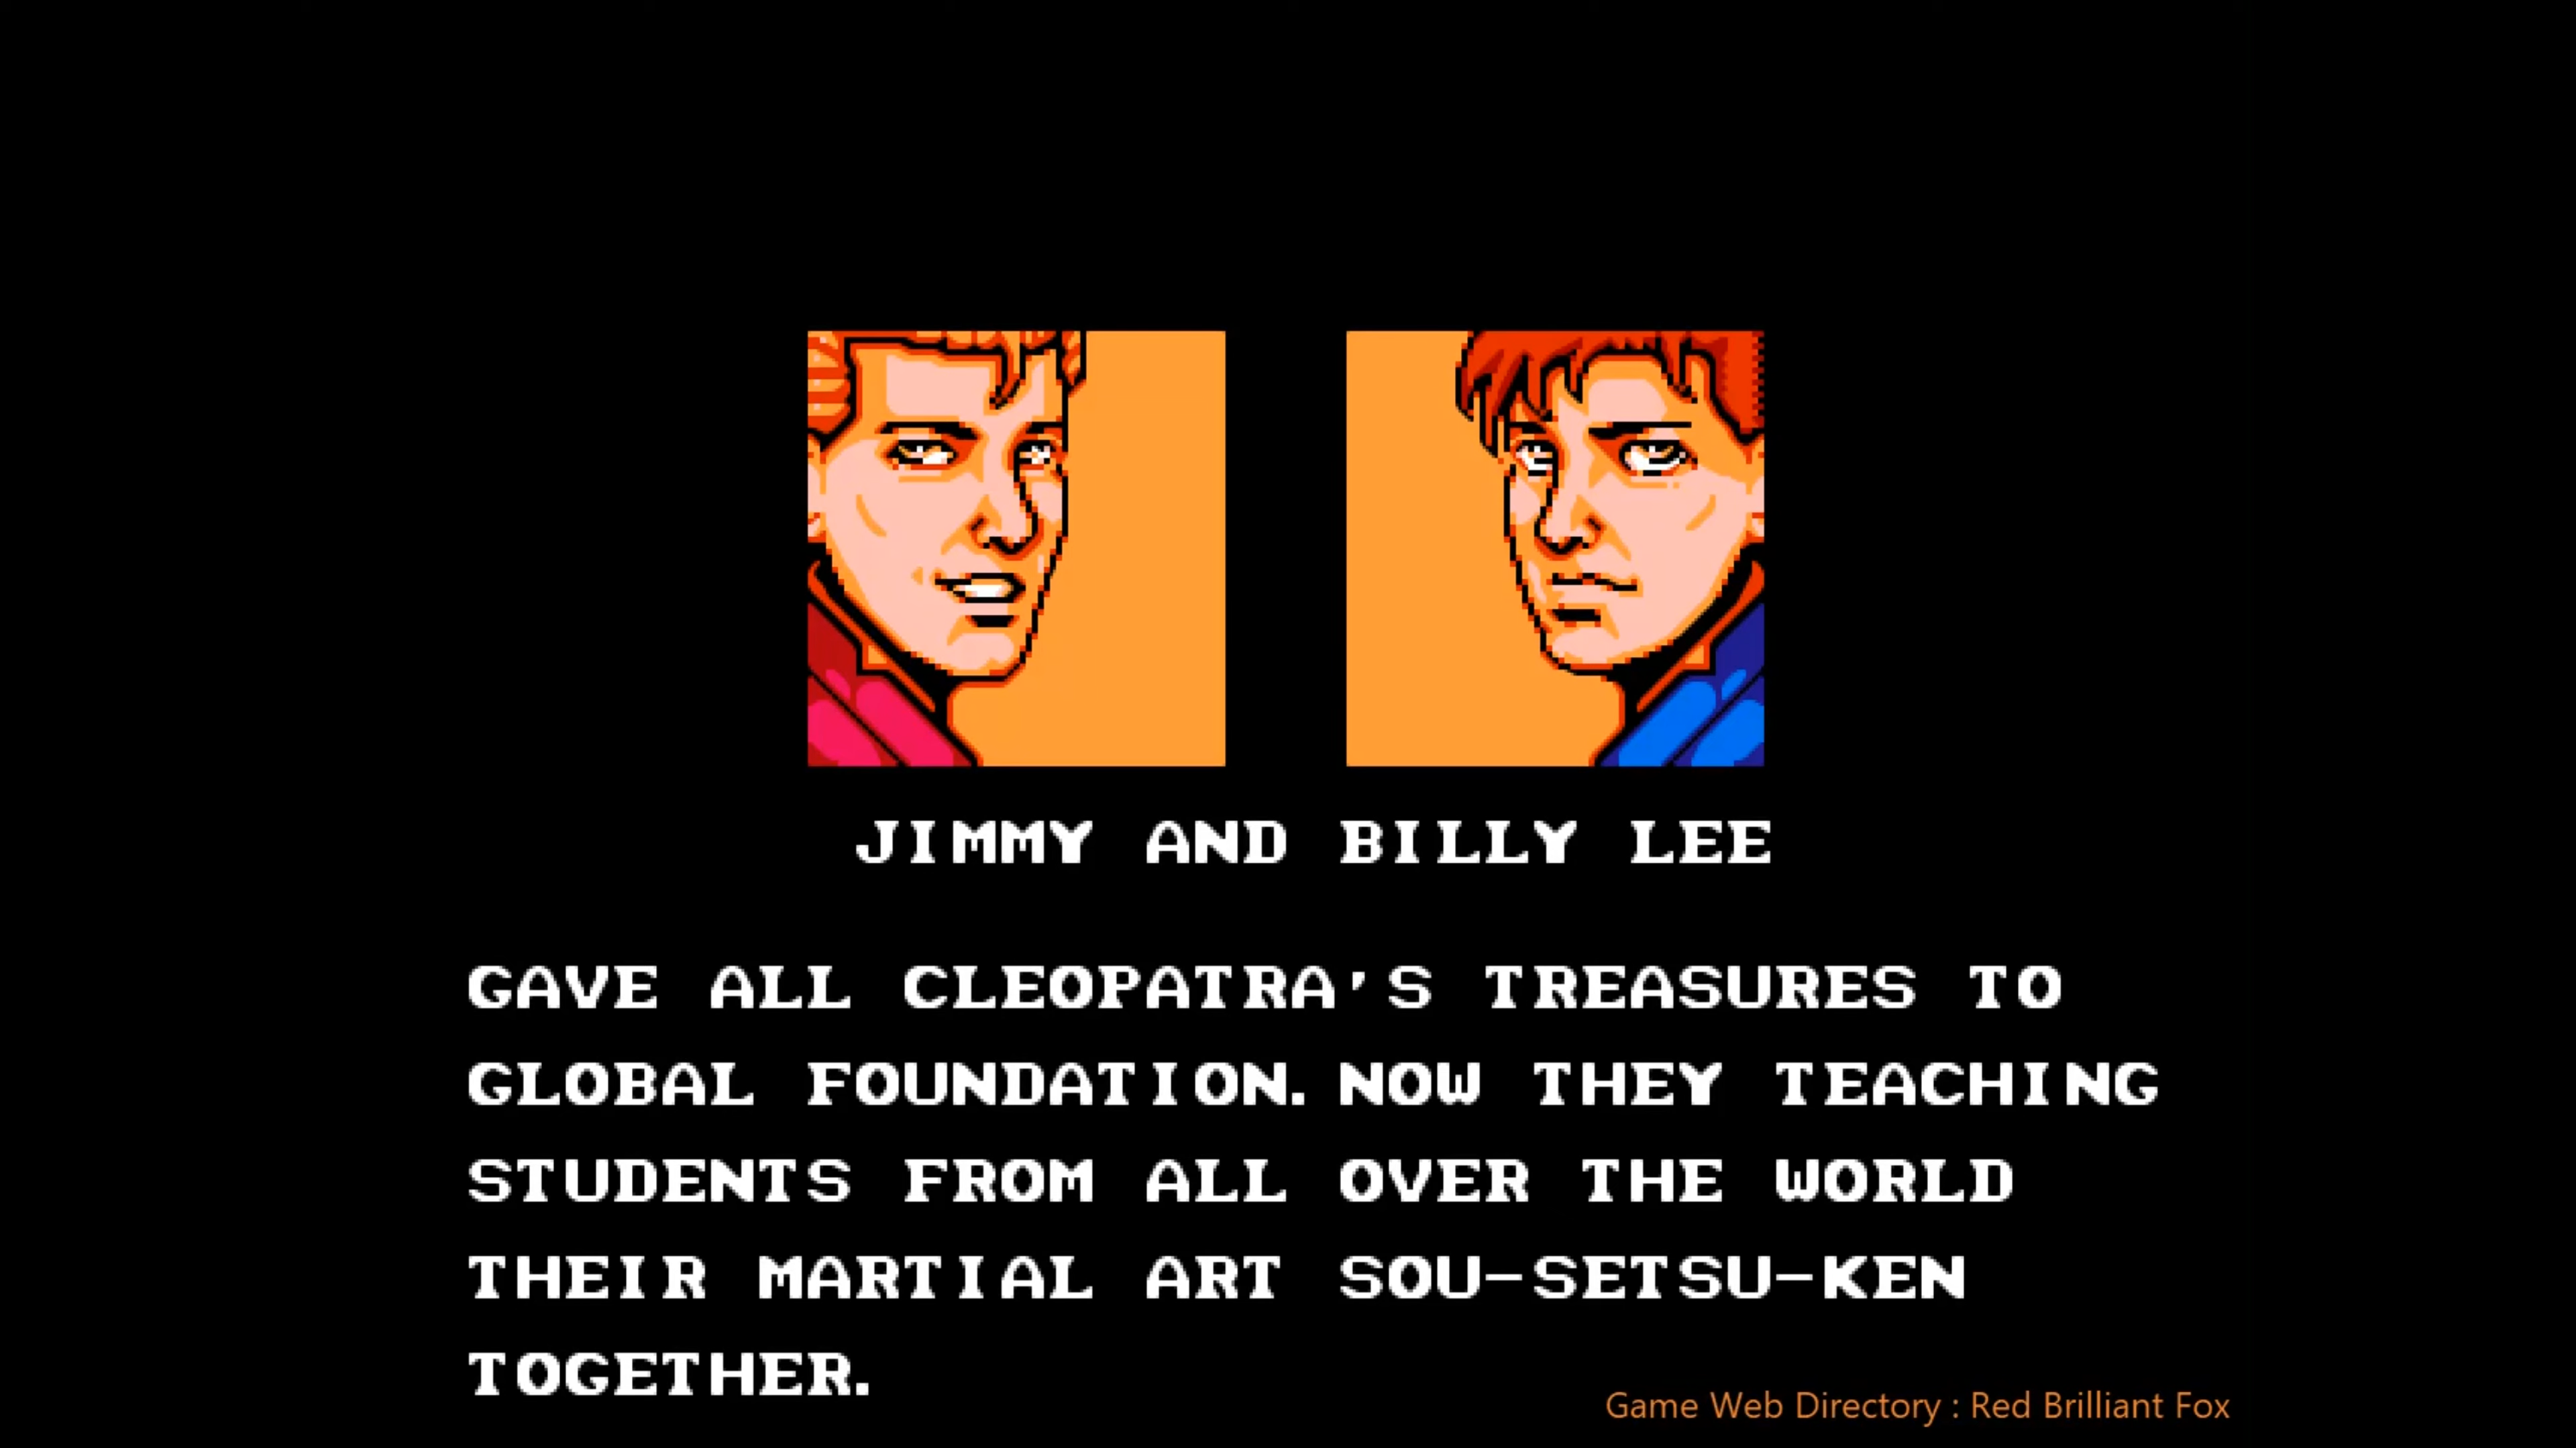 JIMMY AND BILLY LEE
GAVE ALL CLEOPATRA'S TREASURES TO
GLOBAL FOUNDATION. NOW THEY TEACHING
STUDENTS FROM ALL OVER THE WORLD
THEIR MARTIAL ART SOU-SETSU-KEN
TOGETHER.
Game Web Directory : Red Brilliant Fox